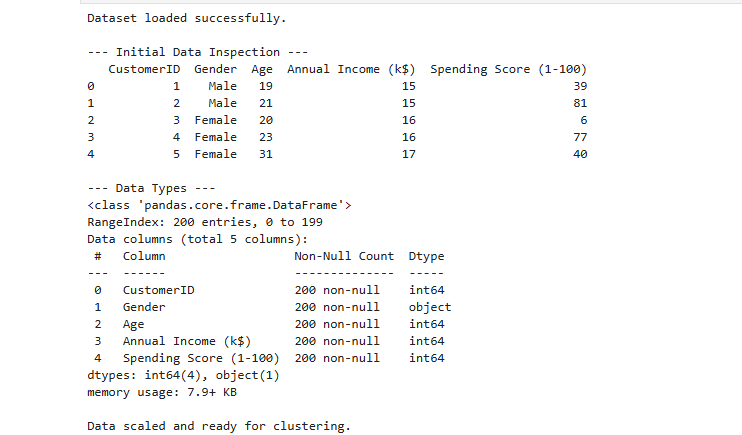 Dataset loaded successfully.

--- Initial Data Inspection ---
   CustomerID  Gender  Age  Annual Income (k$)  Spending Score (1-100)
0           1    Male   19                  15                      39
1           2    Male   21                  15                      81
2           3  Female   20                  16                       6
3           4  Female   23                  16                      77
4           5  Female   31                  17                      40

--- Data Types ---
<class 'pandas.core.frame.DataFrame'>
RangeIndex: 200 entries, 0 to 199
Data columns (total 5 columns):
 #   Column                  Non-Null Count  Dtype
---  ------                  --------------  -----
 0   CustomerID              200 non-null    int64
 1   Gender                  200 non-null    object
 2   Age                     200 non-null    int64
 3   Annual Income (k$)      200 non-null    int64
 4   Spending Score (1-100)  200 non-null    int64
dtypes: int64(4), object(1)
memory usage: 7.9+ KB

Data scaled and ready for clustering.